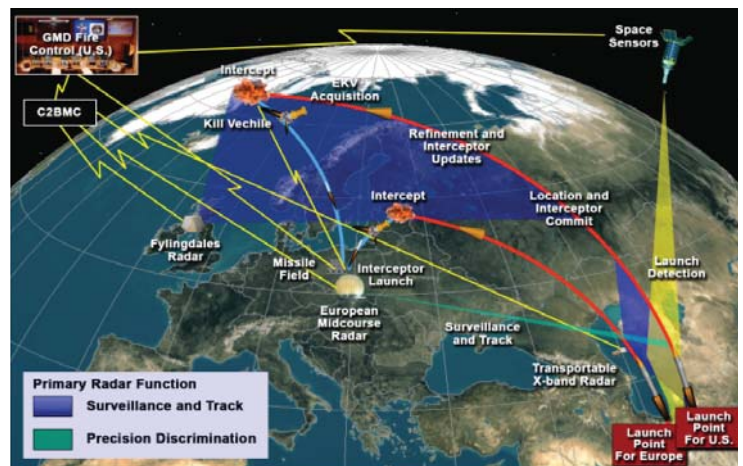 GMD Fire
Control (U.S.)
Space
Sensors
C2BMC
Intercept
EKV
Acquisition
Kill Vechile
Refinement and
Interceptor
Updates
Intercept
Location and
Interceptor
Commit
Fylingdales
Radar
Missile
Field
Interceptor
Launch
Launch
Detection
European
Midcourse
Radar
Surveillance
and Track
Transportable
X-band Radar
Primary Radar Function
Surveillance and Track
Precision Discrimination
Launch
Point
For Europe
Launch
Point
For U.S.